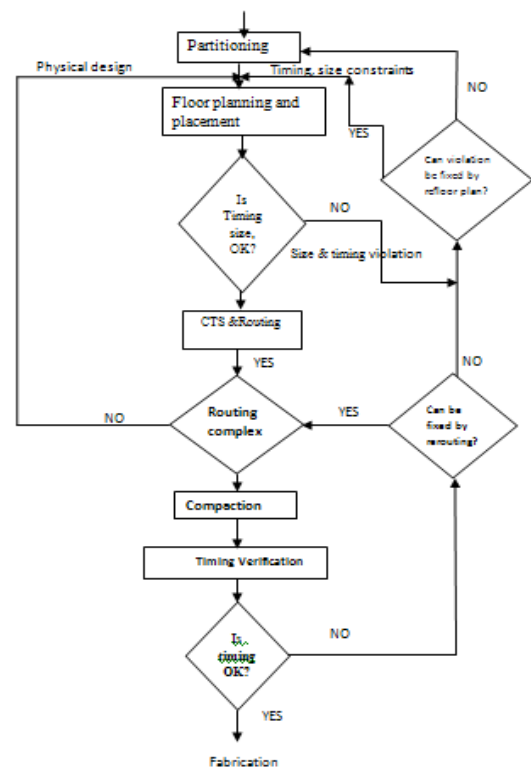 Partitioning
Physical design
Timing, size constraints
NO
Floor planning and
placement
YES
Can violation
be fixed by
refloor plan?
Is
Timing
size,
OK?
NO
Size & timing violation
CTS &Routing
YES
NO
NO
Routing
complex
YES
Can be
fixed by
rerouting?
Compaction
Timing Verification
Is
timing
OK?
NO
YES
Fabrication